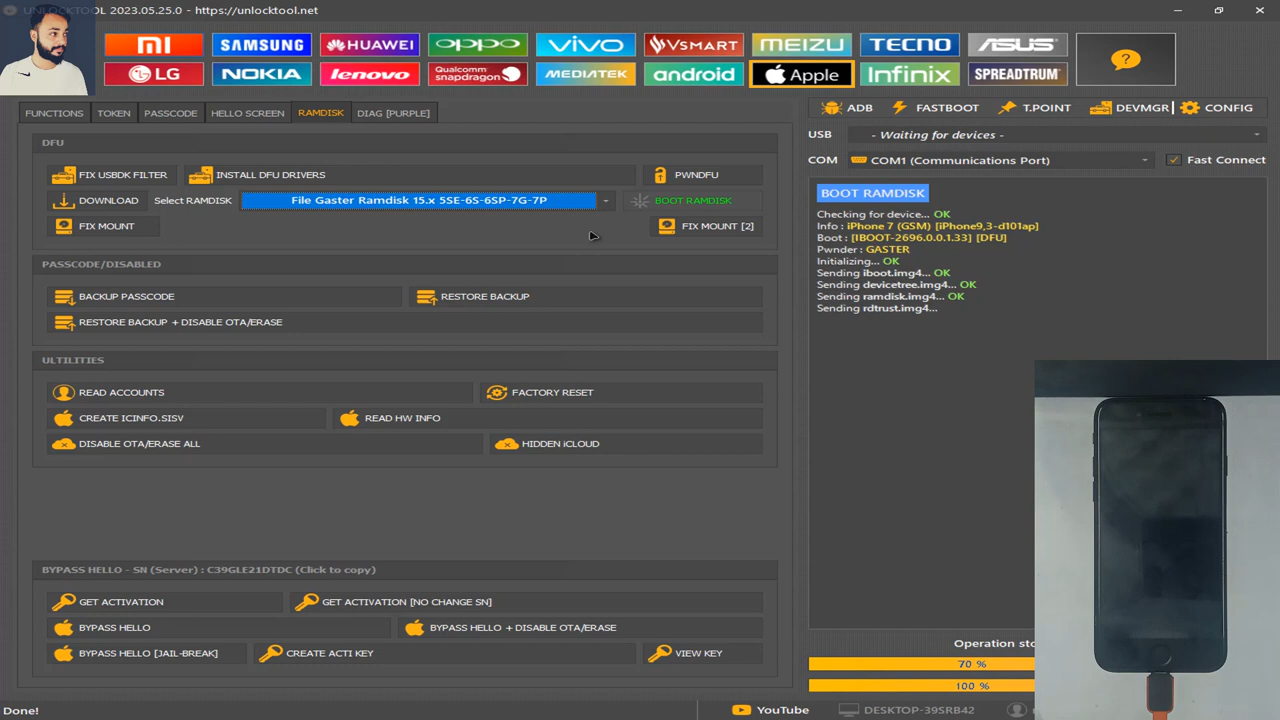 UNLOCKTOOL 2023.05.25.0 - https://unlocktool.net
MI SAMSUNG HUAWEI OPPO VIVO VSMART MEIZU TECNO ASUS
LG NOKIA lenovo Qualcomm snapdragon MEDIATEK android Apple Infinix SPREADTRUM ?
FUNCTIONS TOKEN PASSCODE HELLO SCREEN RAMDISK DIAG [PURPLE]
DFU
FIX USBDK FILTER INSTALL DFU DRIVERS PWNDFU
DOWNLOAD Select RAMDISK File Gaster Ramdisk 15.x 5SE-6S-6SP-7G-7P BOOT RAMDISK
FIX MOUNT FIX MOUNT [2]
PASSCODE/DISABLED
BACKUP PASSCODE RESTORE BACKUP
RESTORE BACKUP + DISABLE OTA/ERASE
ULTILITIES
READ ACCOUNTS FACTORY RESET
CREATE ICINFO.SISV READ HW INFO
DISABLE OTA/ERASE ALL HIDDEN iCLOUD
BYPASS HELLO - SN (Server) : C39GLE21DTDC (Click to copy)
GET ACTIVATION GET ACTIVATION [NO CHANGE SN]
BYPASS HELLO BYPASS HELLO + DISABLE OTA/ERASE
BYPASS HELLO [JAIL-BREAK] CREATE ACTI KEY VIEW KEY
Done!
ADB FASTBOOT T.POINT DEVMGR CONFIG
USB - Waiting for devices -
COM COM1 (Communications Port) Fast Connect
BOOT RAMDISK
Checking for device... OK
Info : iPhone 7 (GSM) [iPhone9,3-d101ap]
Boot : [IBOOT-2696.0.0.1.33] [DFU]
Pwnder : GASTER
Initializing... OK
Sending iboot.img4... OK
Sending devicetree.img4... OK
Sending ramdisk.img4... OK
Sending rdtrust.img4...
Operation sto
70 %
100 %
YouTube DESKTOP-39SRB42